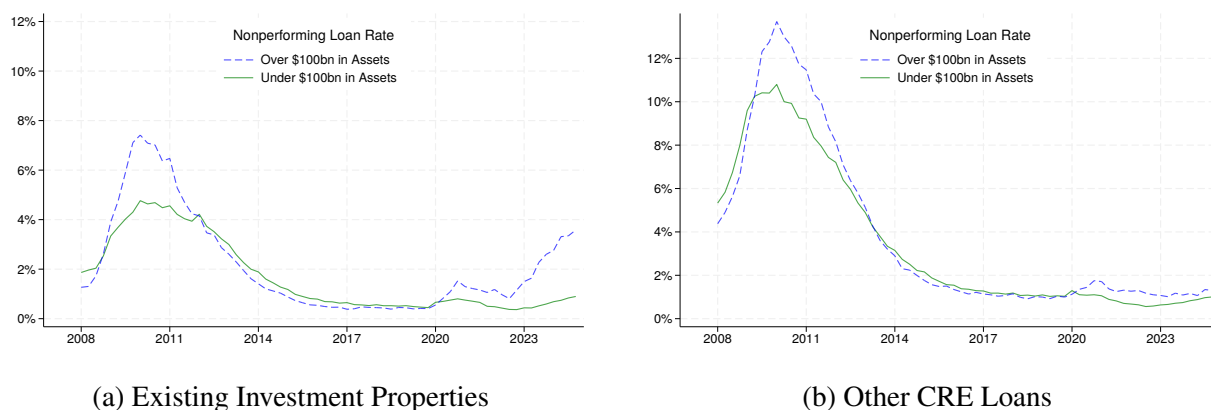 Nonperforming Loan Rate
Over $100bn in Assets
Under $100bn in Assets
12%
10%
8%
6%
4%
2%
0%
2008 2011 2014 2017 2020 2023
(a) Existing Investment Properties
Nonperforming Loan Rate
Over $100bn in Assets
Under $100bn in Assets
12%
10%
8%
6%
4%
2%
0%
2008 2011 2014 2017 2020 2023
(b) Other CRE Loans